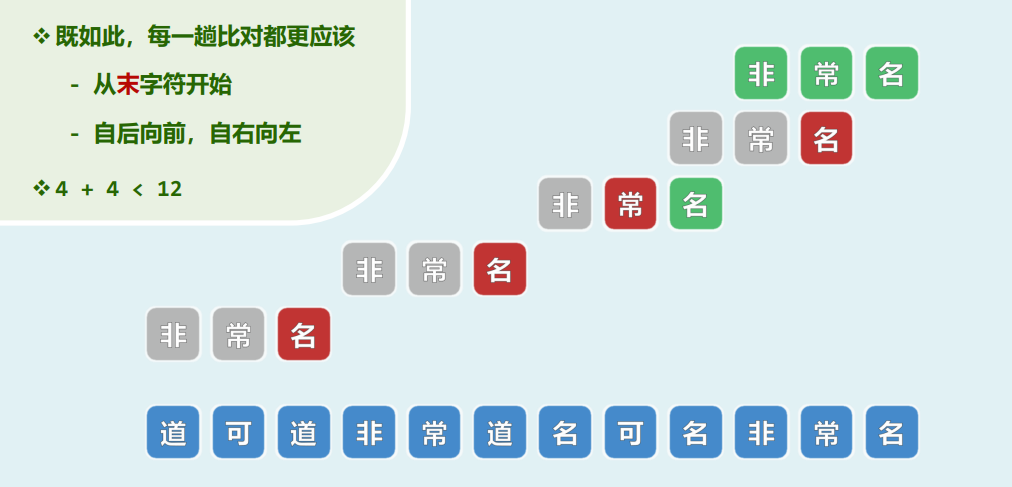 ❖ 既如此，每一趟比对都更应该
- 从末字符开始
- 自后向前，自右向左
❖ 4 + 4 < 12
非 常 名
非 常 名
非 常 名
非 常 名
非 常 名
道 可 道 非 常 道 名 可 名 非 常 名